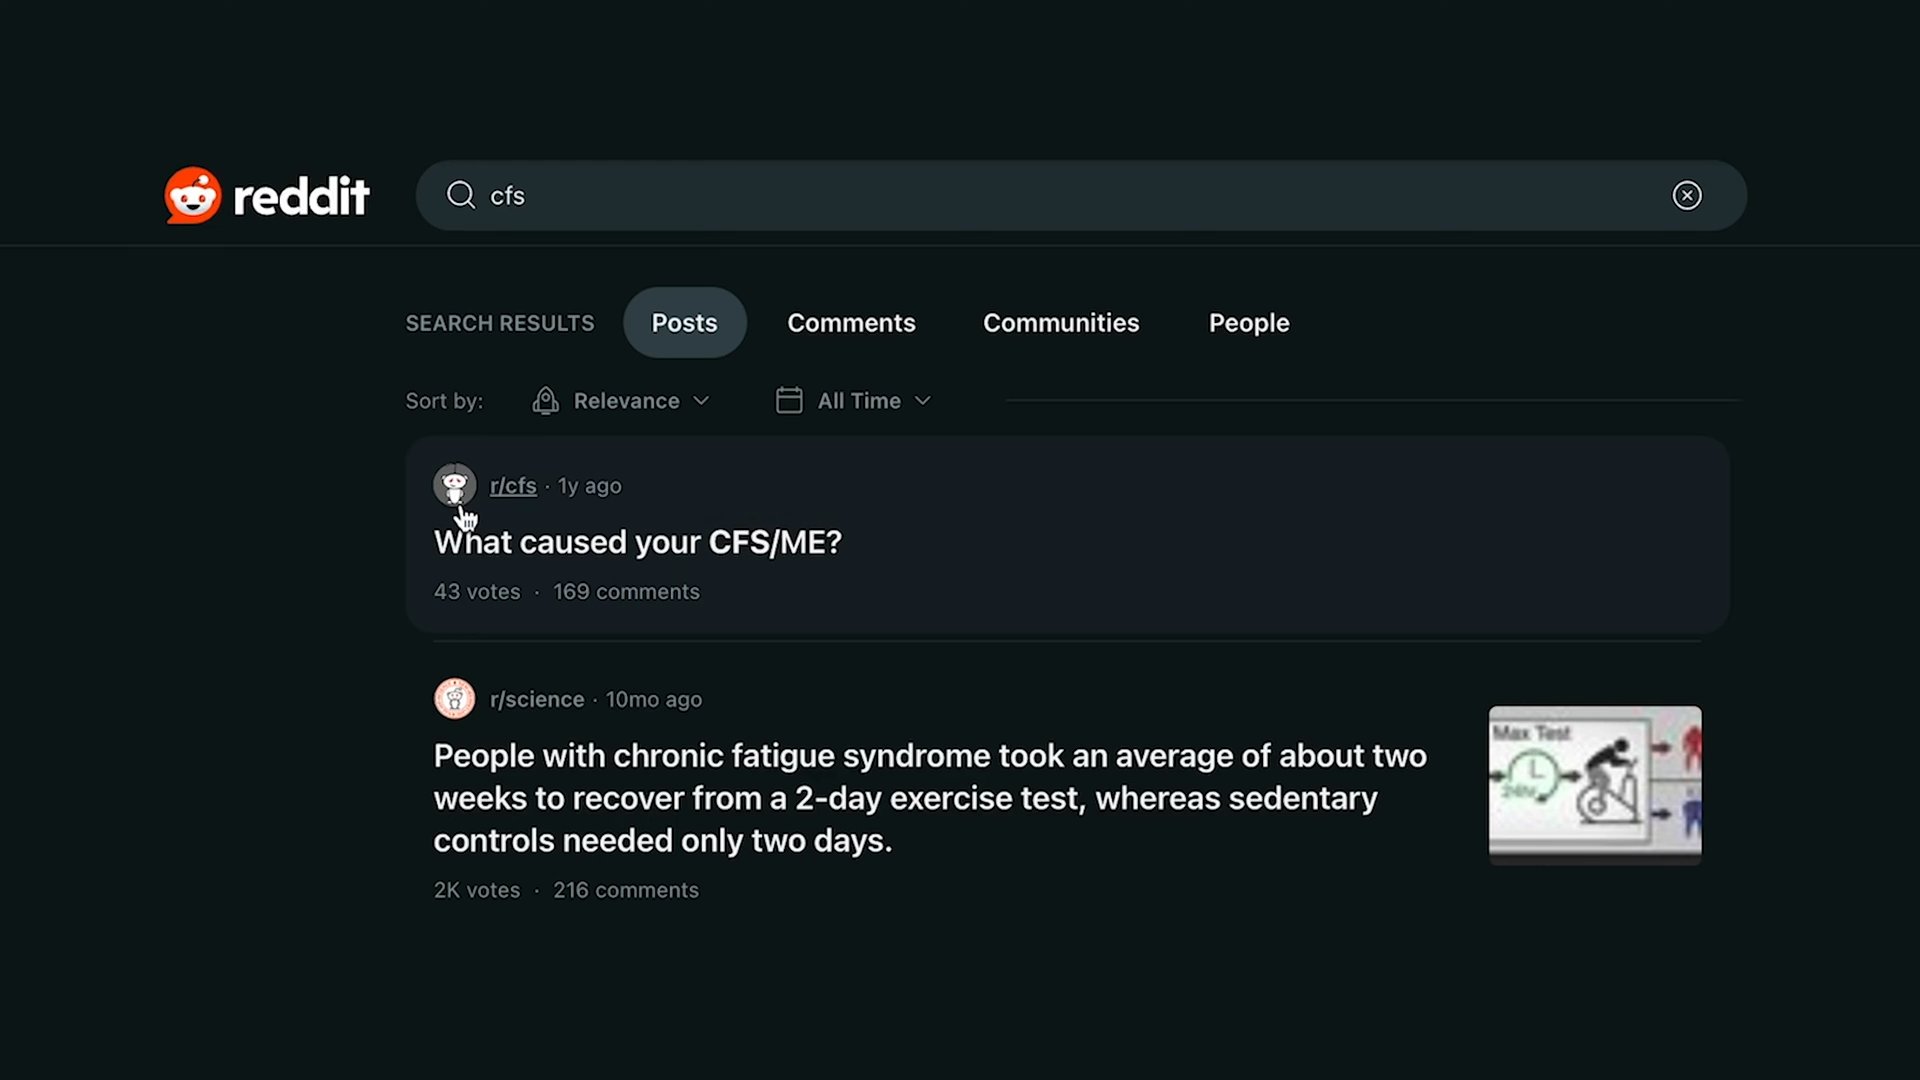 reddit
cfs
SEARCH RESULTS Posts Comments Communities People
Sort by: Relevance All Time
r/cfs · 1y ago
What caused your CFS/ME?
43 votes · 169 comments
r/science · 10mo ago
People with chronic fatigue syndrome took an average of about two
weeks to recover from a 2-day exercise test, whereas sedentary
controls needed only two days.
Max Test
24hr
2K votes · 216 comments